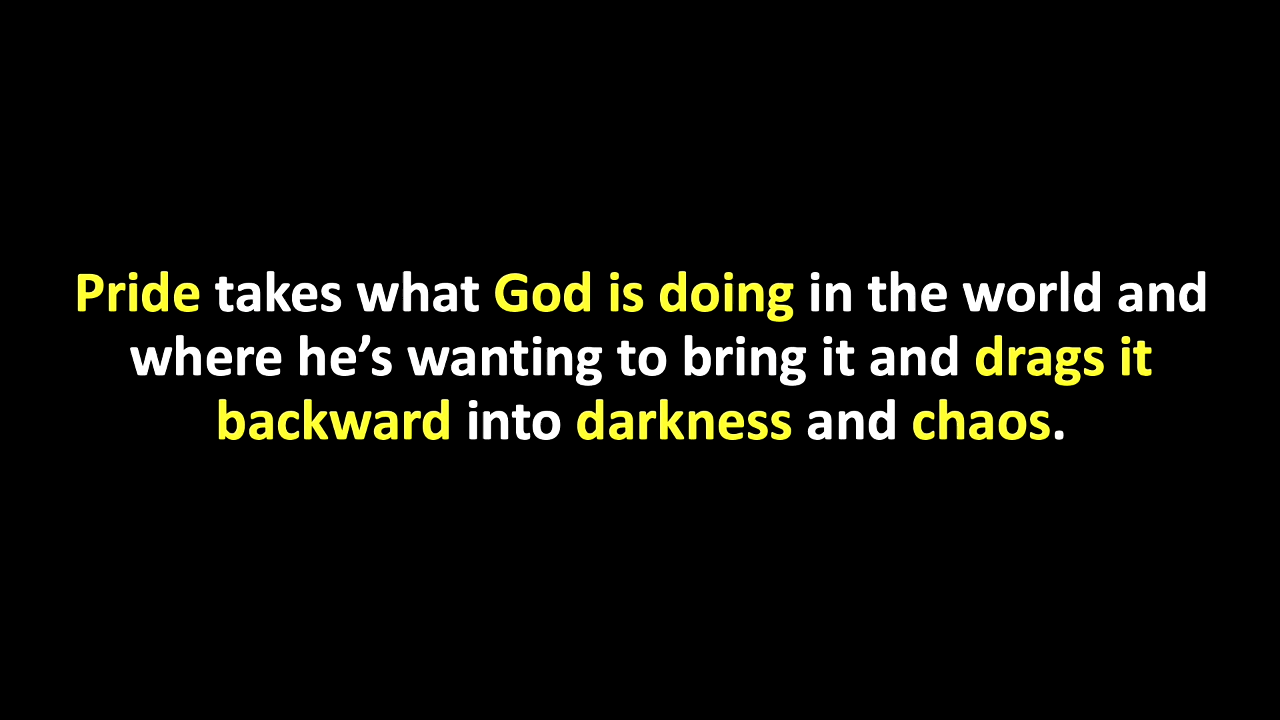 Pride takes what God is doing in the world and
where he’s wanting to bring it and drags it
backward into darkness and chaos.